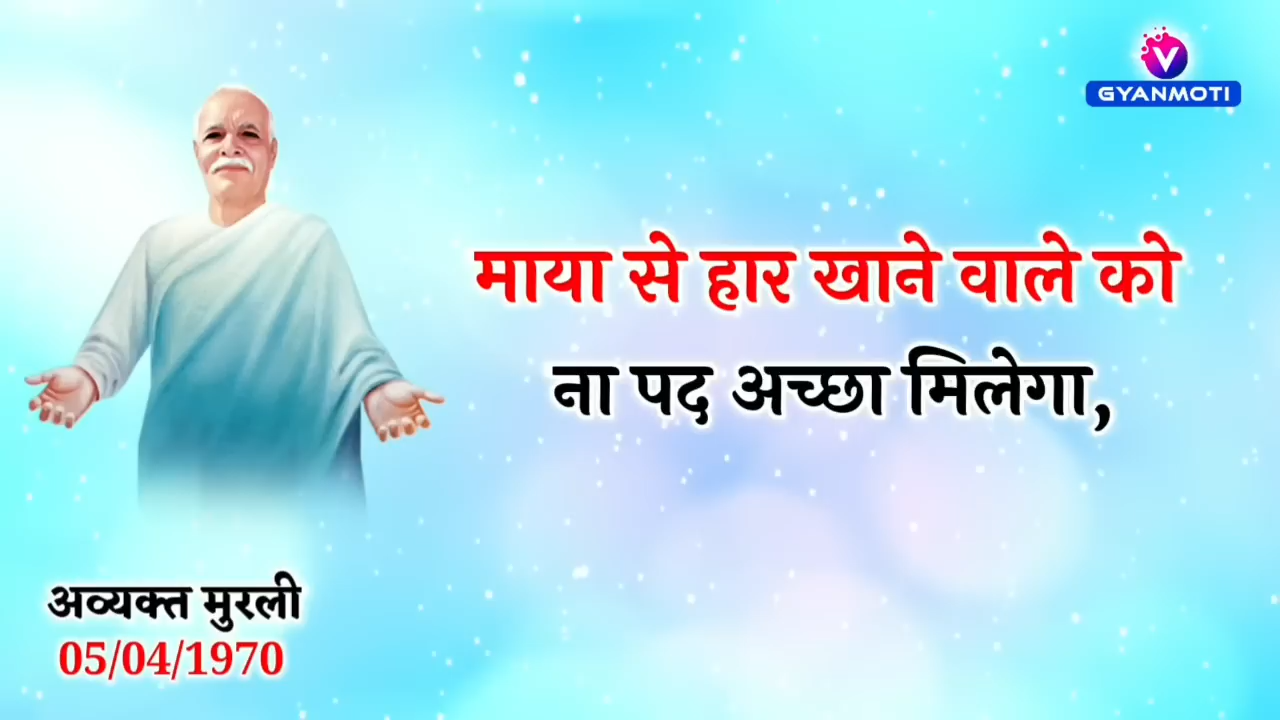 V
GYANMOTI
माया से हार खाने वाले को
ना पद अच्छा मिलेगा,
अव्यक्त मुरली
05/04/1970